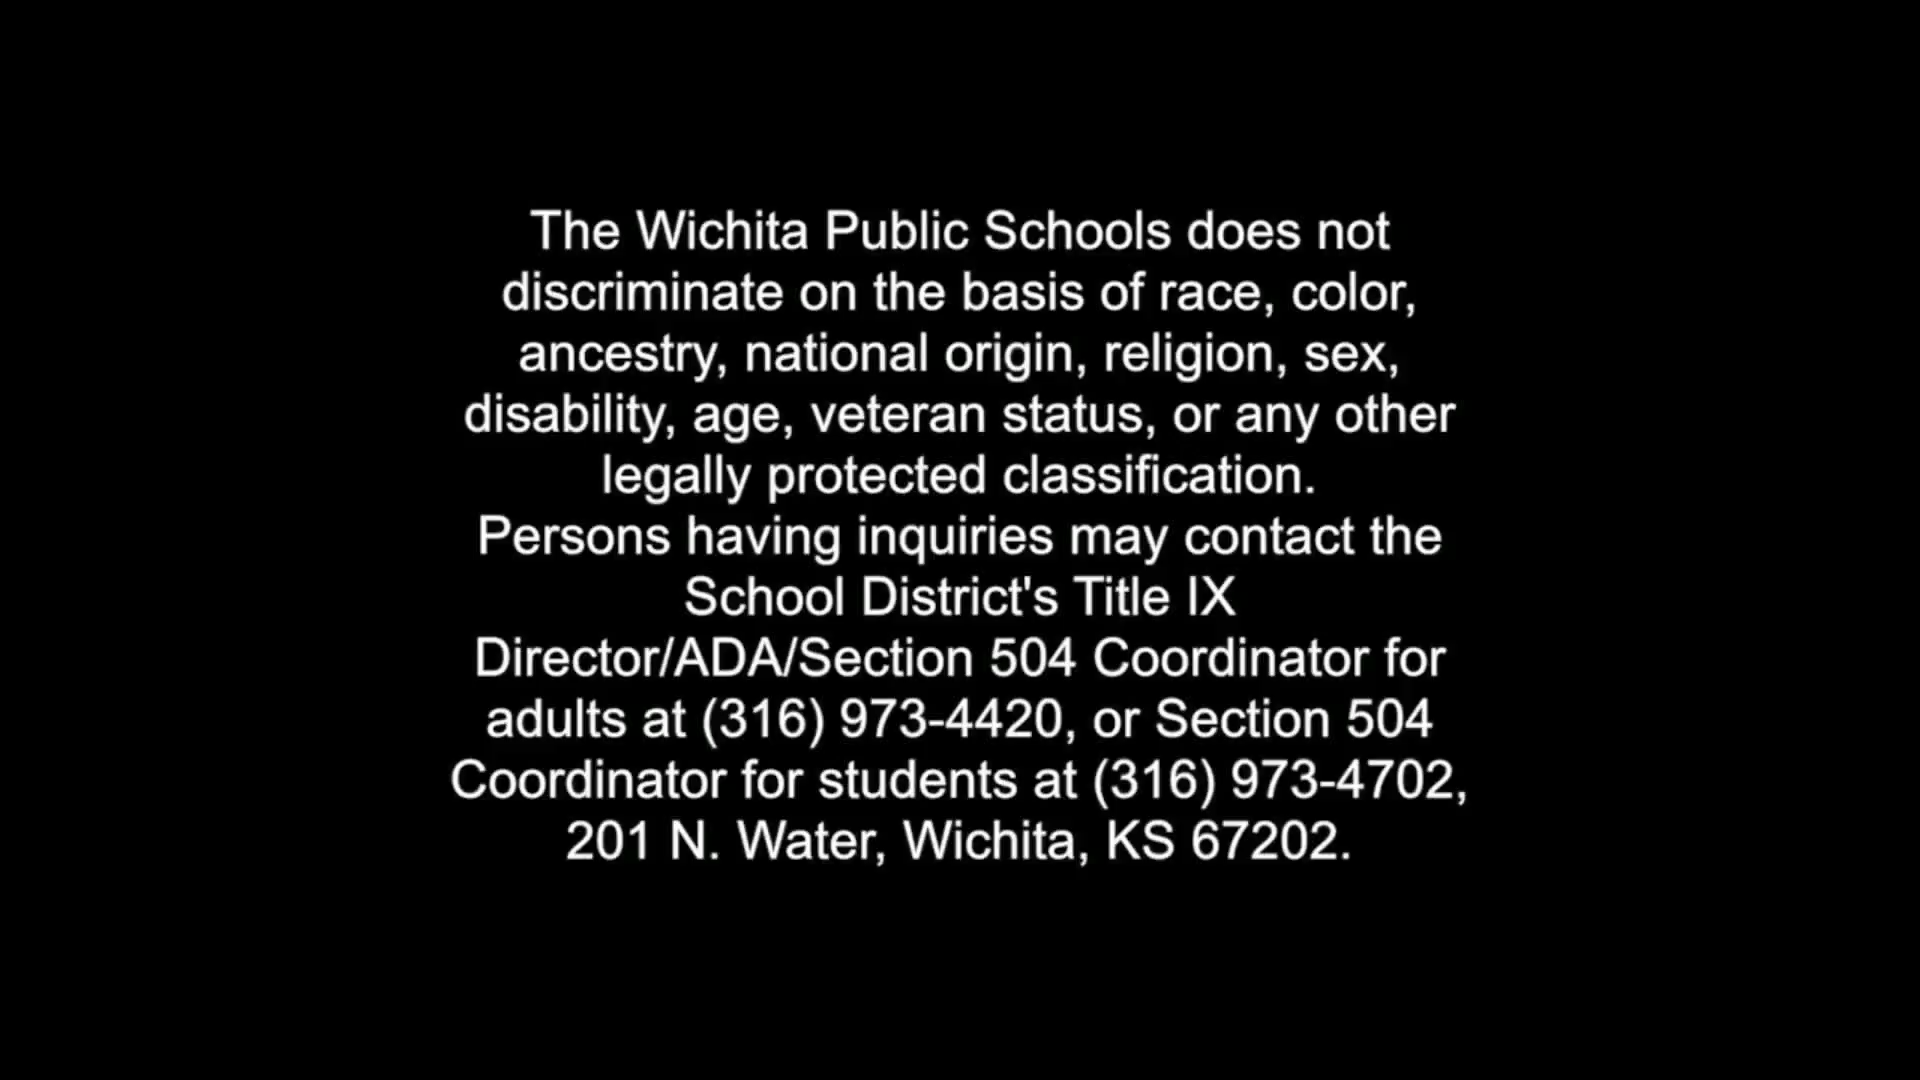 The Wichita Public Schools does not
discriminate on the basis of race, color,
ancestry, national origin, religion, sex,
disability, age, veteran status, or any other
legally protected classification.
Persons having inquiries may contact the
School District's Title IX
Director/ADA/Section 504 Coordinator for
adults at (316) 973-4420, or Section 504
Coordinator for students at (316) 973-4702,
201 N. Water, Wichita, KS 67202.